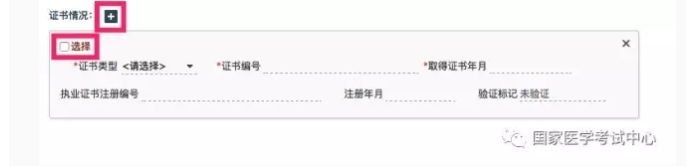 证书情况： +
选择 ×
*证书类型 <请选择> *证书编号 *取得证书年月
执业证书注册编号 注册年月 验证标记 未验证
国家医学考试中心